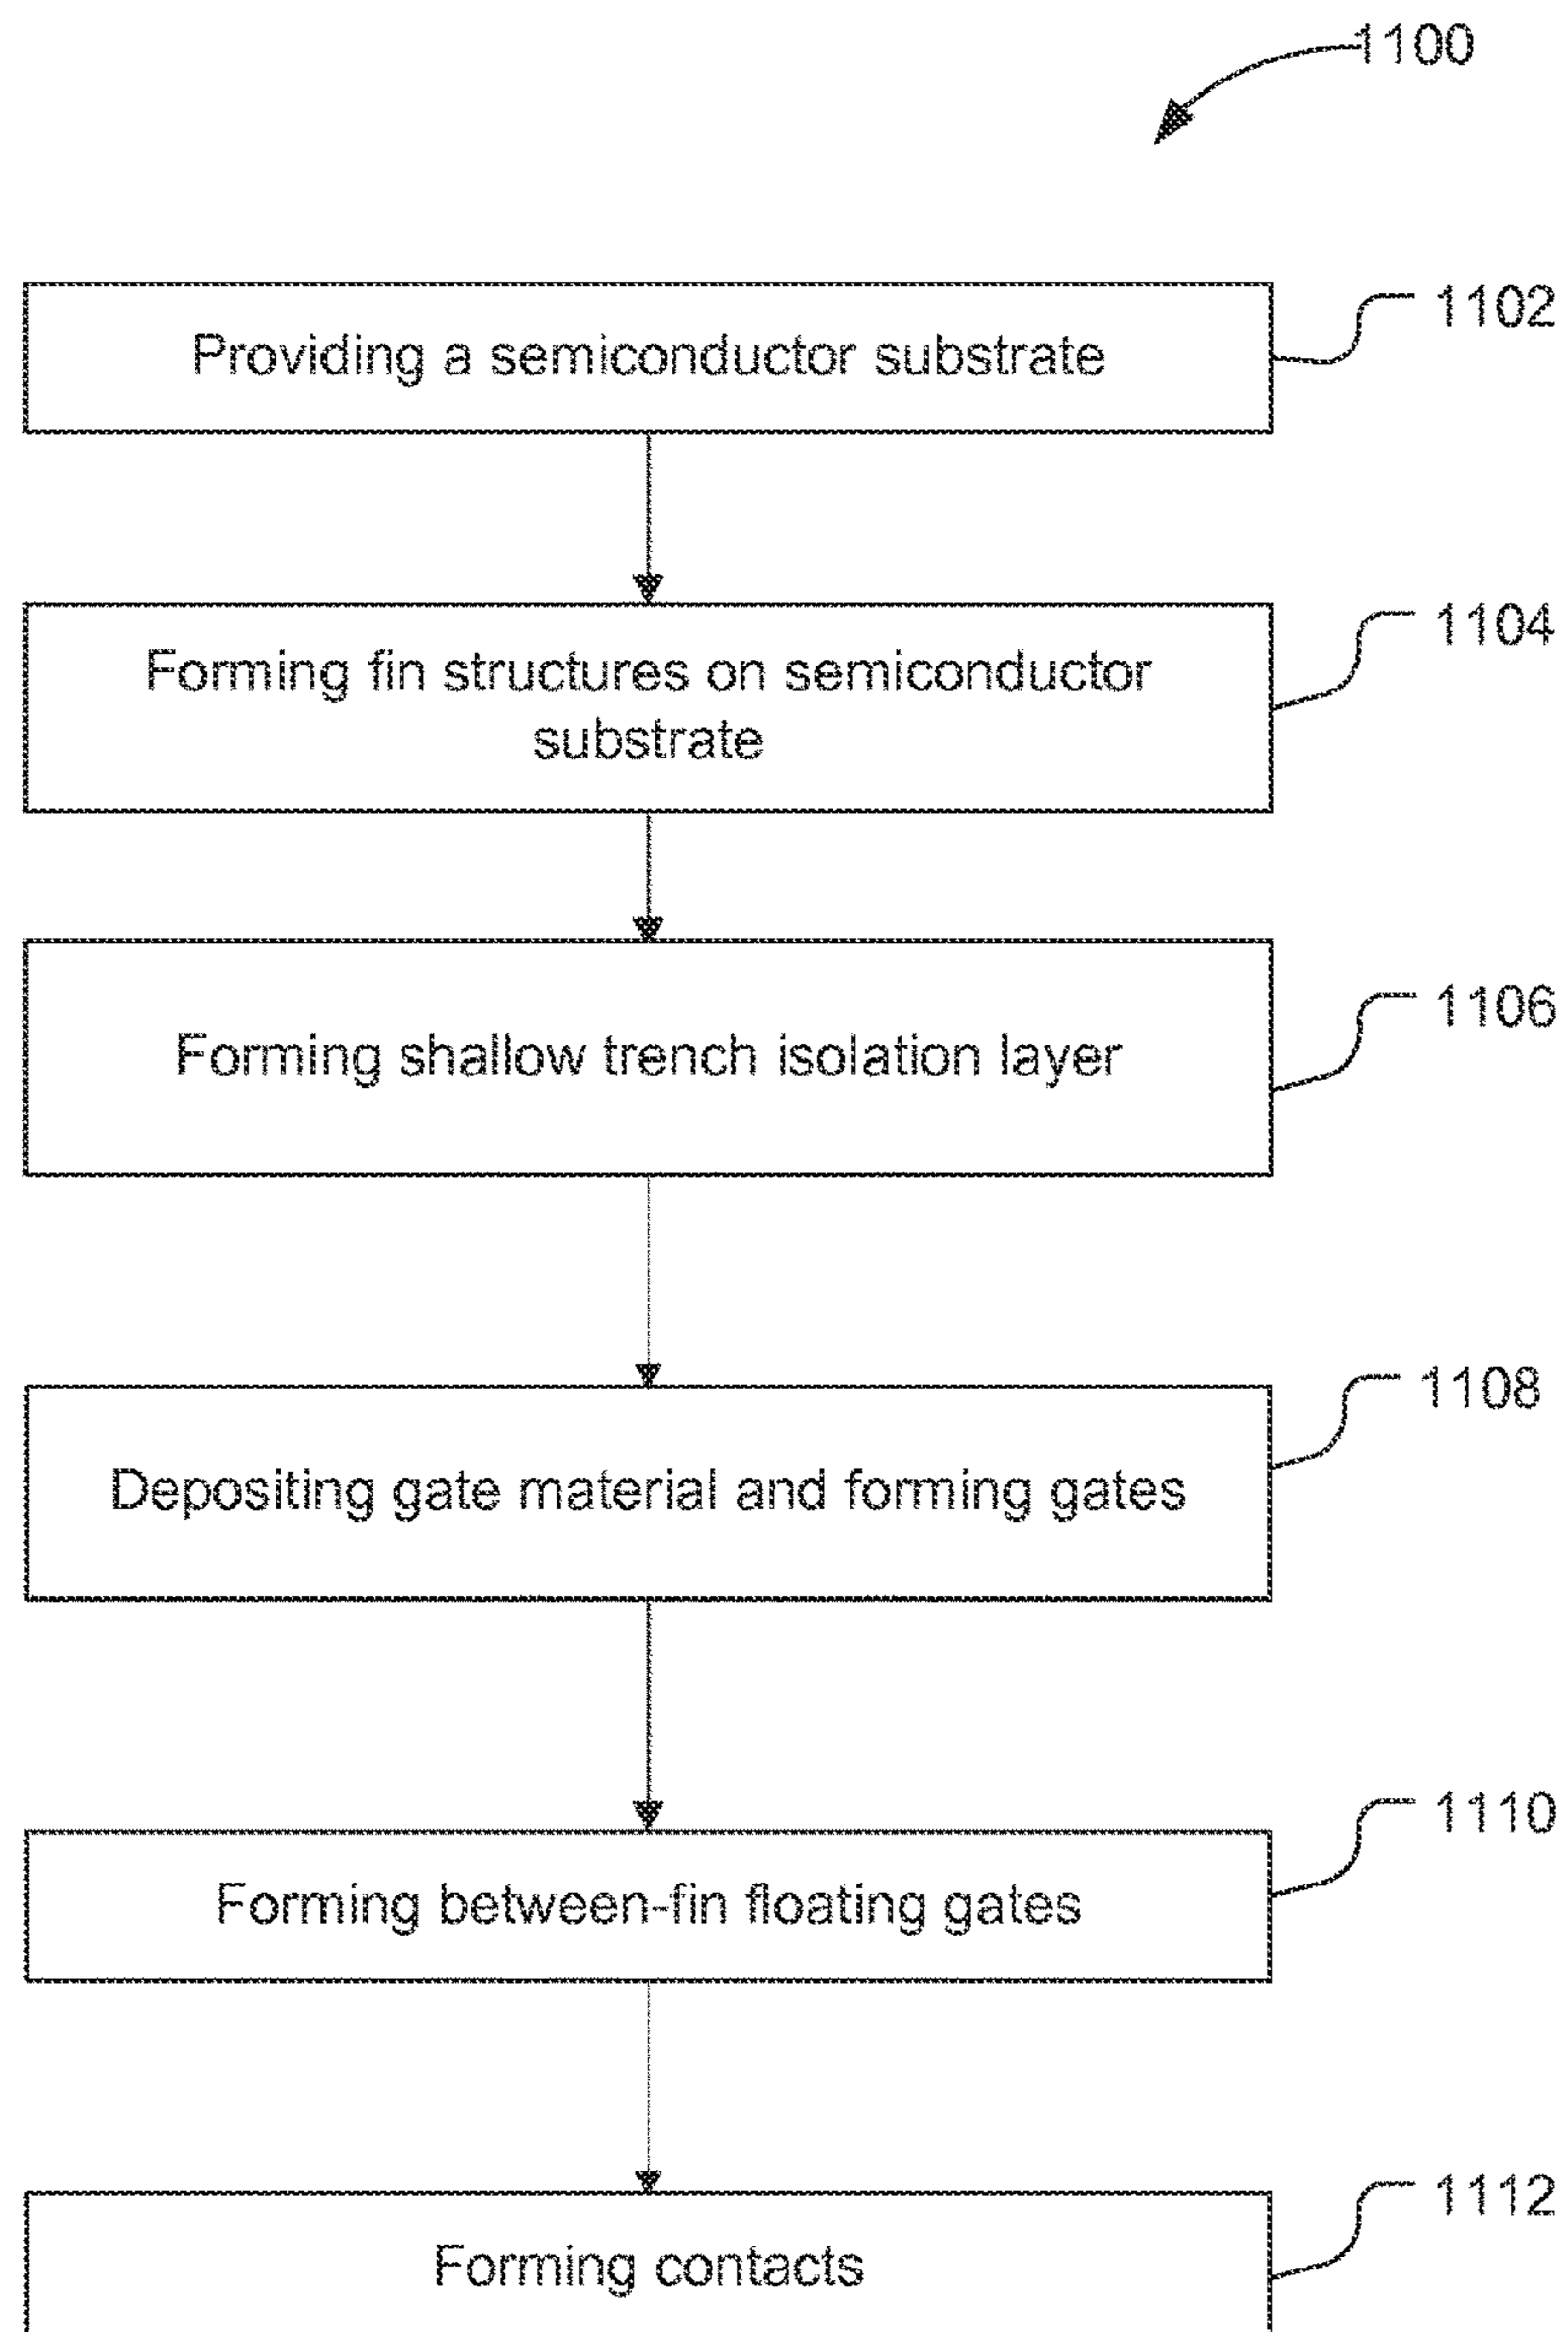 1100
Providing a semiconductor substrate
1102
Forming fin structures on semiconductor
substrate
1104
Forming shallow trench isolation layer
1106
Depositing gate material and forming gates
1108
Forming between-fin floating gates
1110
Forming contacts
1112